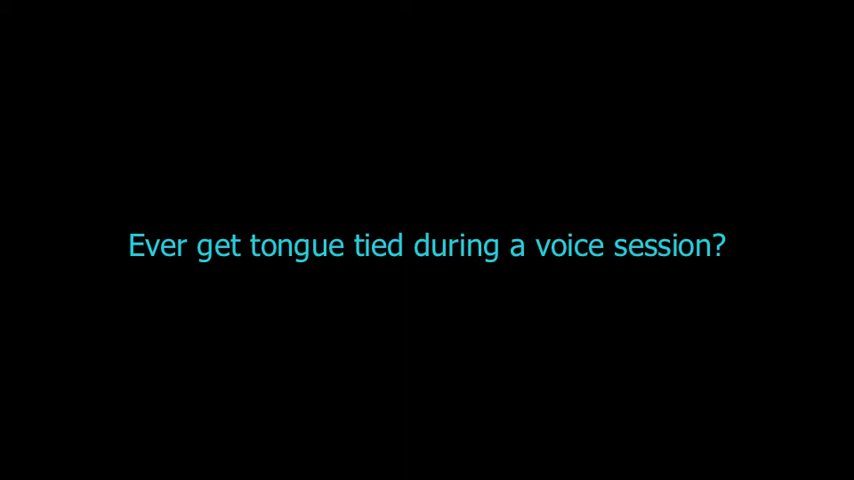 Ever get tongue tied during a voice session?